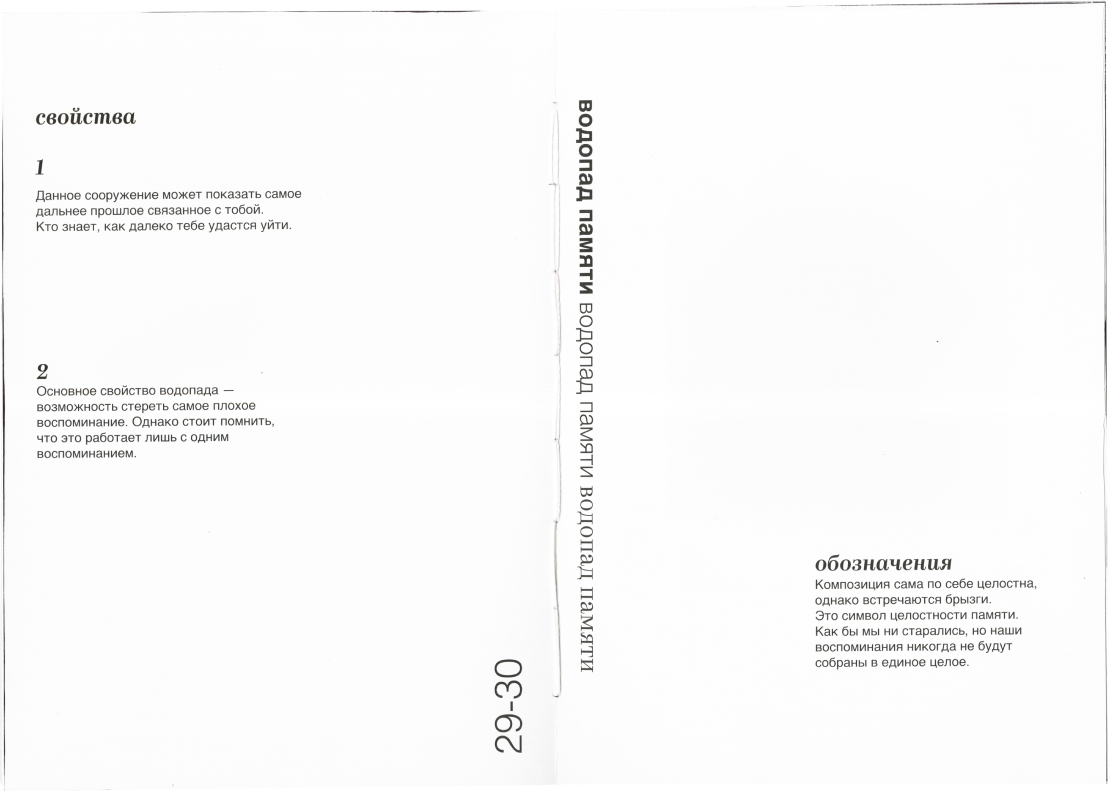 свойства
1
Данное сооружение может показать самое
дальнее прошлое связанное с тобой.
Кто знает, как далеко тебе удастся уйти.
2
Основное свойство водопада —
возможность стереть самое плохое
воспоминание. Однако стоит помнить,
что это работает лишь с одним
воспоминанием.
29-30
водопад памяти водопад памяти водопад памяти
обозначения
Композиция сама по себе целостна,
однако встречаются брызги.
Это символ целостности памяти.
Как бы мы ни старались, но наши
воспоминания никогда не будут
собраны в единое целое.